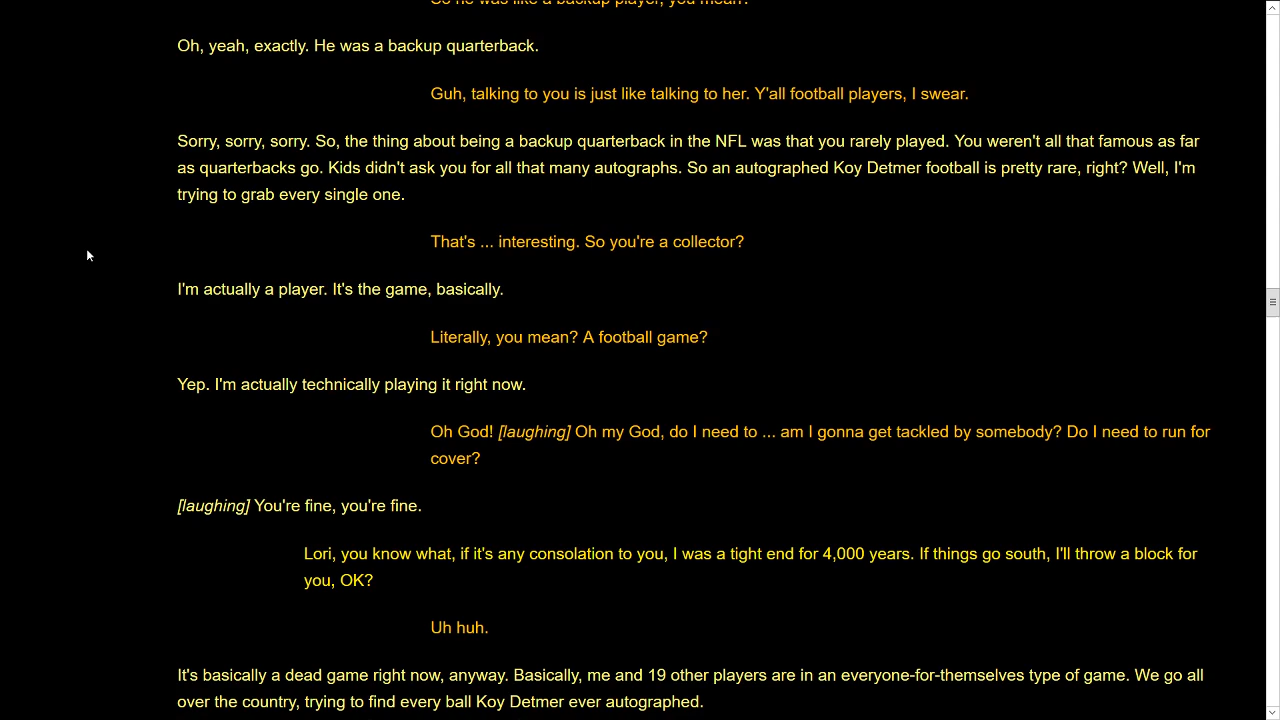 So he was like a backup player, you mean?
Oh, yeah, exactly. He was a backup quarterback.
Guh, talking to you is just like talking to her. Y'all football players, I swear.
Sorry, sorry, sorry. So, the thing about being a backup quarterback in the NFL was that you rarely played. You weren't all that famous as far
as quarterbacks go. Kids didn't ask you for all that many autographs. So an autographed Koy Detmer football is pretty rare, right? Well, I'm
trying to grab every single one.
That's ... interesting. So you're a collector?
I'm actually a player. It's the game, basically.
Literally, you mean? A football game?
Yep. I'm actually technically playing it right now.
Oh God! [laughing] Oh my God, do I need to ... am I gonna get tackled by somebody? Do I need to run for
cover?
[laughing] You're fine, you're fine.
Lori, you know what, if it's any consolation to you, I was a tight end for 4,000 years. If things go south, I'll throw a block for
you, OK?
Uh huh.
It's basically a dead game right now, anyway. Basically, me and 19 other players are in an everyone-for-themselves type of game. We go all
over the country, trying to find every ball Koy Detmer ever autographed.